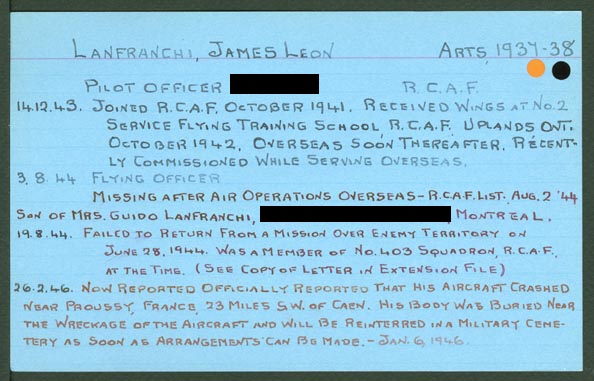 LANFRANCHI, JAMES LEON ARTS, 1937-38
PILOT OFFICER R.C.A.F.
14.12.43. JOINED R.C.A.F. OCTOBER 1941. RECEIVED WINGS AT NO. 2
SERVICE FLYING TRAINING SCHOOL, R.C.A.F. UPLANDS ONT.
OCTOBER 1942, OVERSEAS SOON THEREAFTER. RECENT-
LY COMMISSIONED WHILE SERVING OVERSEAS.
3.8.44 FLYING OFFICER
MISSING AFTER AIR OPERATIONS OVERSEAS - R.C.A.F. LIST. AUG. 2 '44
SON OF MRS. GUIDO LANFRANCHI, MONTREAL.
19.8.44. FAILED TO RETURN FROM A MISSION OVER ENEMY TERRITORY ON
JUNE 28, 1944. WAS A MEMBER OF NO. 403 SQUADRON, R.C.A.F.
AT THE TIME. (SEE COPY OF LETTER IN EXTENSION FILE)
26.2.46. NOW REPORTED OFFICIALLY REPORTED THAT HIS AIRCRAFT CRASHED
NEAR PROUSSY, FRANCE, 23 MILES S.W. OF CAEN. HIS BODY WAS BURIED NEAR
THE WRECKAGE OF THE AIRCRAFT AND WILL BE REINTERRED IN A MILITARY CEME-
TERY AS SOON AS ARRANGEMENTS CAN BE MADE. - JAN. 6, 1946.